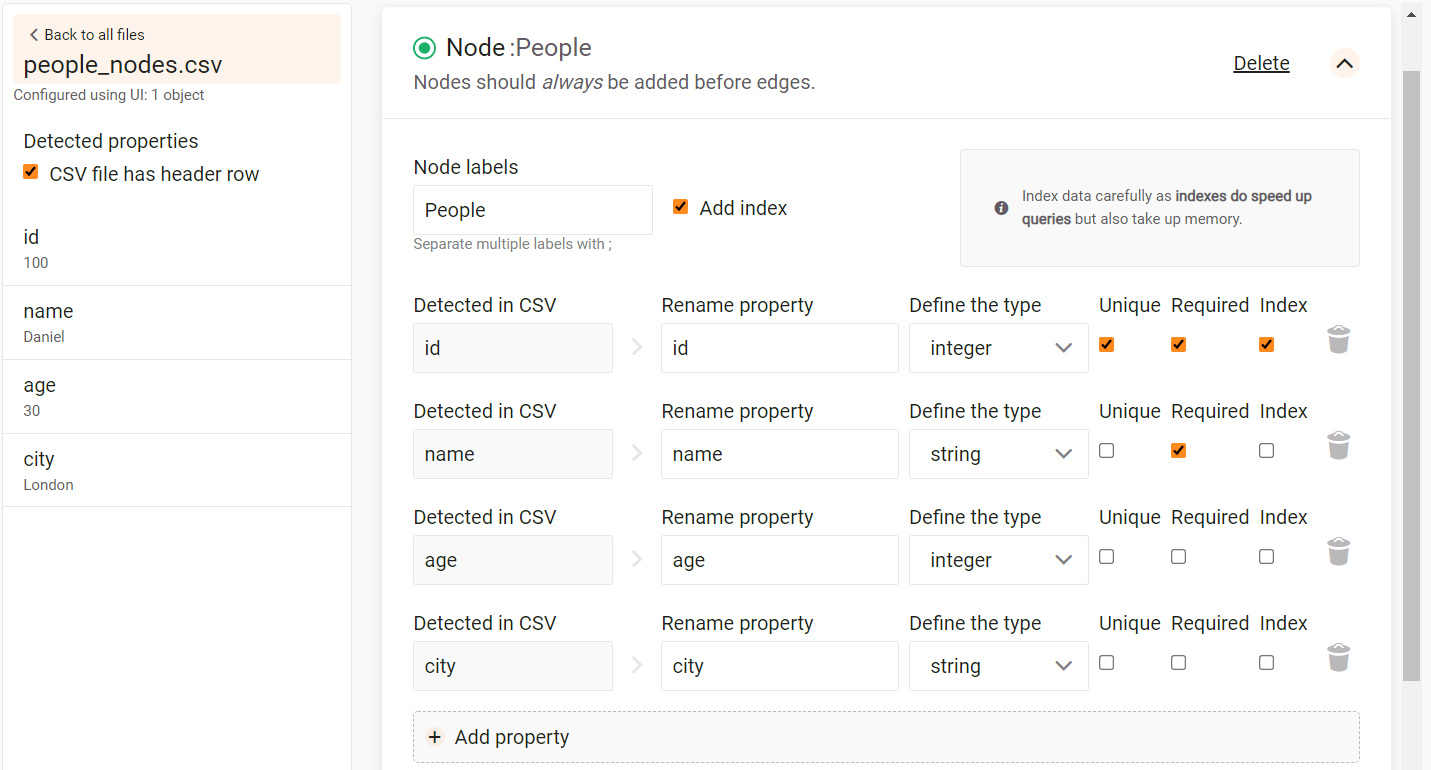 Back to all files
people_nodes.csv
Configured using UI: 1 object
Detected properties
CSV file has header row
id
100
name
Daniel
age
30
city
London
Node :People
Nodes should always be added before edges.
Delete
Node labels
People
Add index
Separate multiple labels with ;
Index data carefully as indexes do speed up
queries but also take up memory.
Detected in CSV Rename property Define the type Unique Required Index
id id integer
Detected in CSV Rename property Define the type Unique Required Index
name name string
Detected in CSV Rename property Define the type Unique Required Index
age age integer
Detected in CSV Rename property Define the type Unique Required Index
city city string
+ Add property